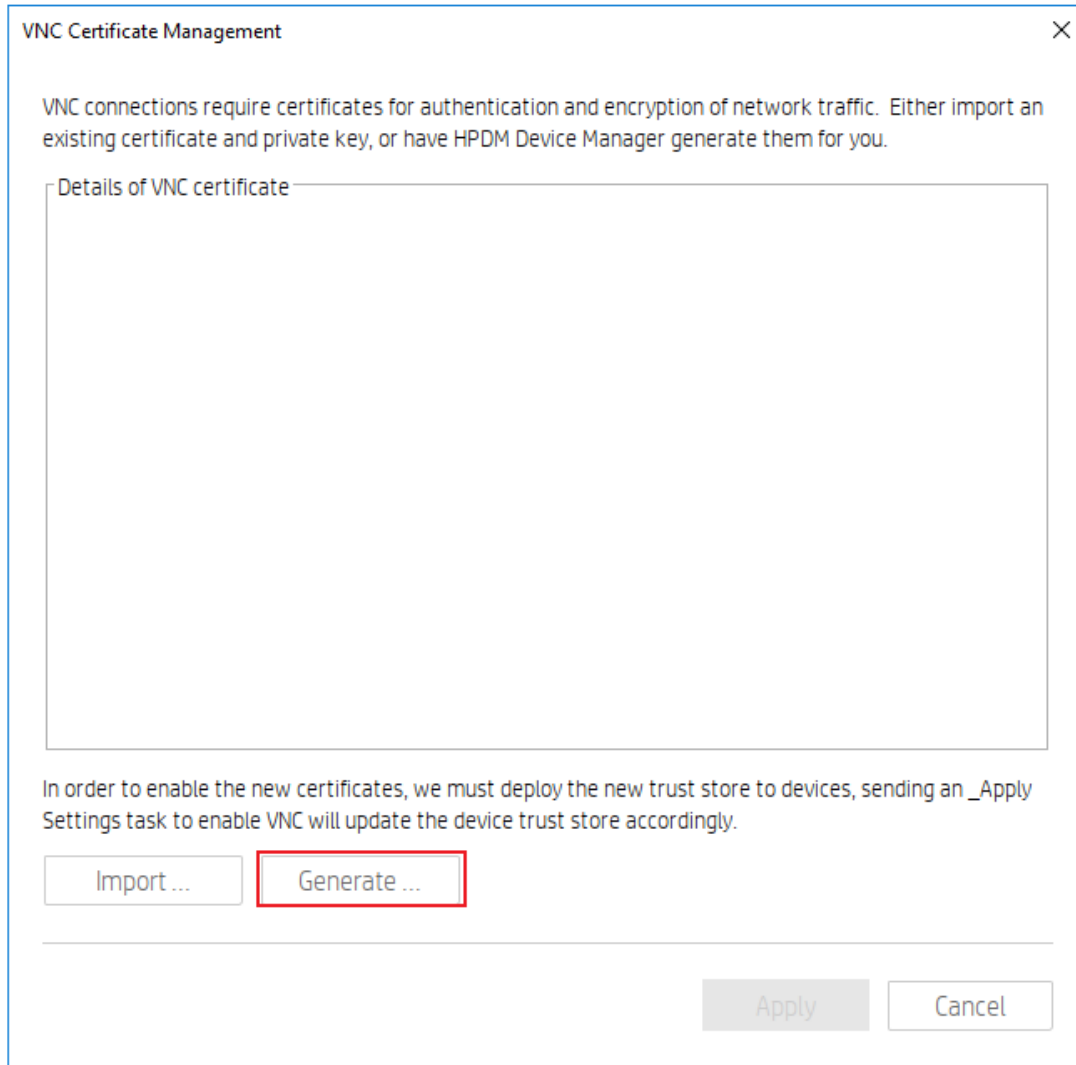 VNC Certificate Management
VNC connections require certificates for authentication and encryption of network traffic. Either import an
existing certificate and private key, or have HPDM Device Manager generate them for you.
Details of VNC certificate
In order to enable the new certificates, we must deploy the new trust store to devices, sending an _Apply
Settings task to enable VNC will update the device trust store accordingly.
Import ...
Generate ...
Apply
Cancel